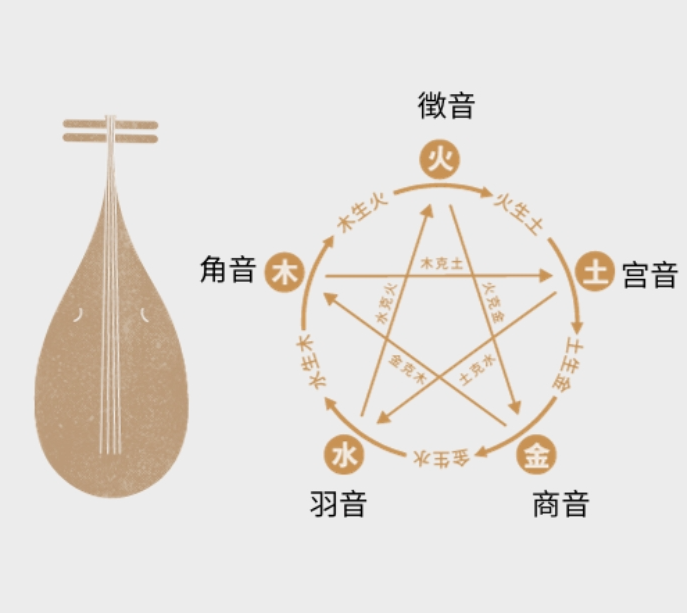 徵音
火
木生火
火生土
角音
木
木克土
土
宫音
水克火
火克金
水生木
金克木
土克水
土生金
水
金生水
金
羽音
商音